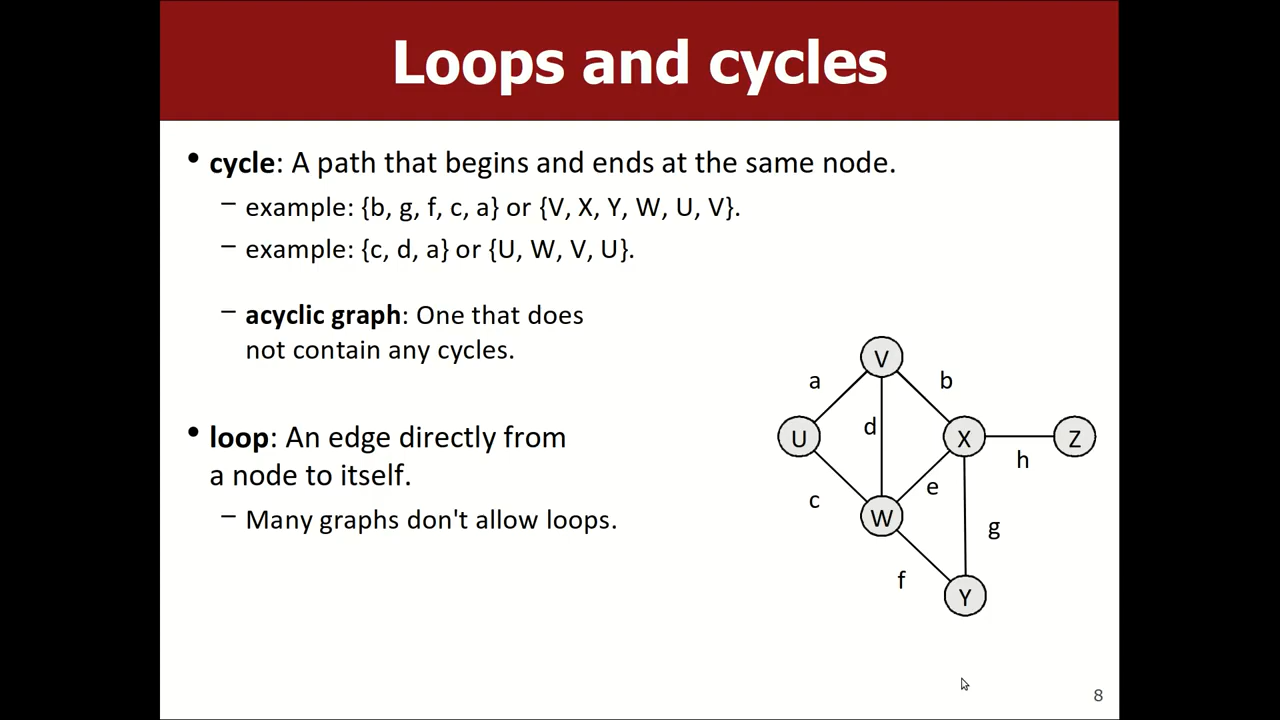 Loops and cycles
• cycle: A path that begins and ends at the same node.
– example: {b, g, f, c, a} or {V, X, Y, W, U, V}.
– example: {c, d, a} or {U, W, V, U}.
– acyclic graph: One that does
not contain any cycles.
• loop: An edge directly from
a node to itself.
– Many graphs don't allow loops.
V
a
b
U
d
X
Z
h
c
e
W
g
f
Y
8